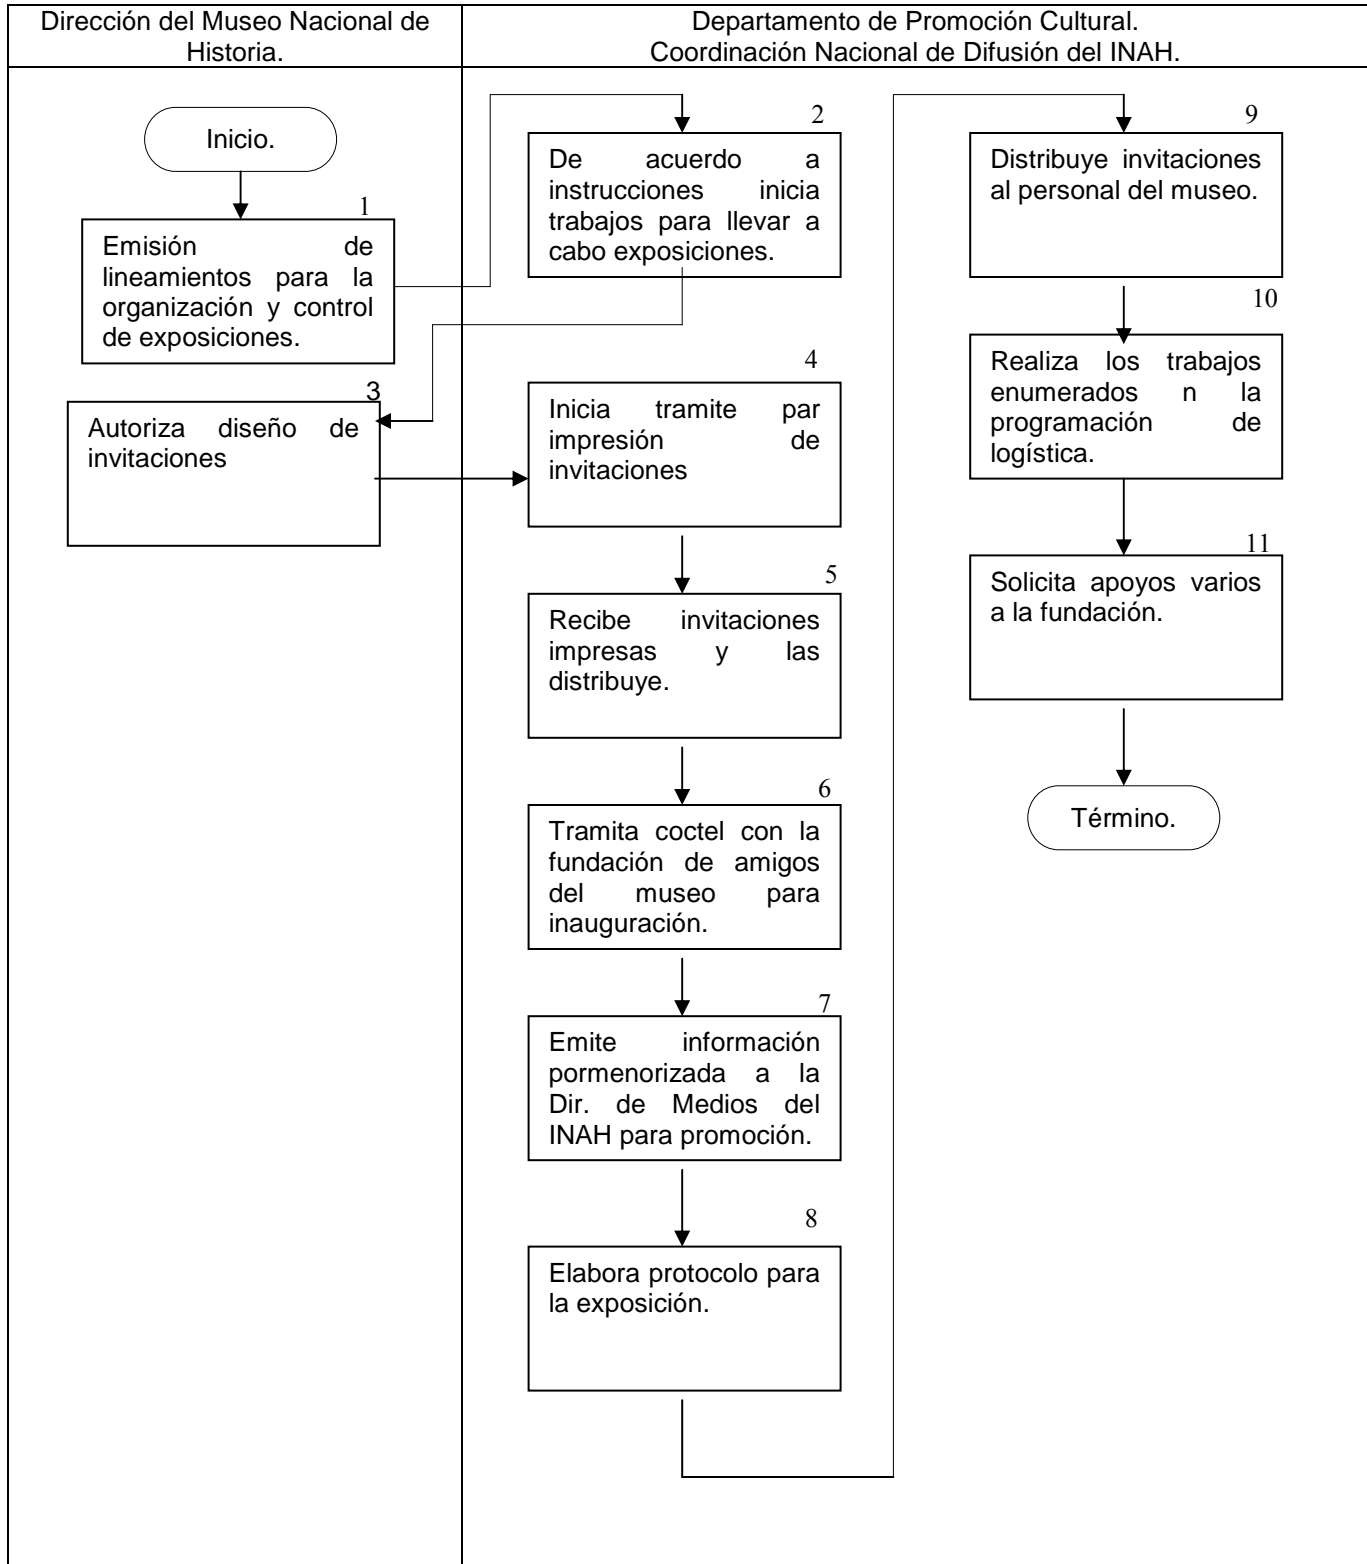 Dirección del Museo Nacional de
Historia.
Departamento de Promoción Cultural.
Coordinación Nacional de Difusión del INAH.
Inicio.
1
Emisión de
lineamientos para la
organización y control
de exposiciones.
2
De acuerdo a
instrucciones inicia
trabajos para llevar a
cabo exposiciones.
3
Autoriza diseño de
invitaciones
4
Inicia tramite par
impresión de
invitaciones
5
Recibe invitaciones
impresas y las
distribuye.
6
Tramita coctel con la
fundación de amigos
del museo para
inauguración.
7
Emite información
pormenorizada a la
Dir. de Medios del
INAH para promoción.
8
Elabora protocolo para
la exposición.
9
Distribuye invitaciones
al personal del museo.
10
Realiza los trabajos
enumerados n la
programación de
logística.
11
Solicita apoyos varios
a la fundación.
Término.